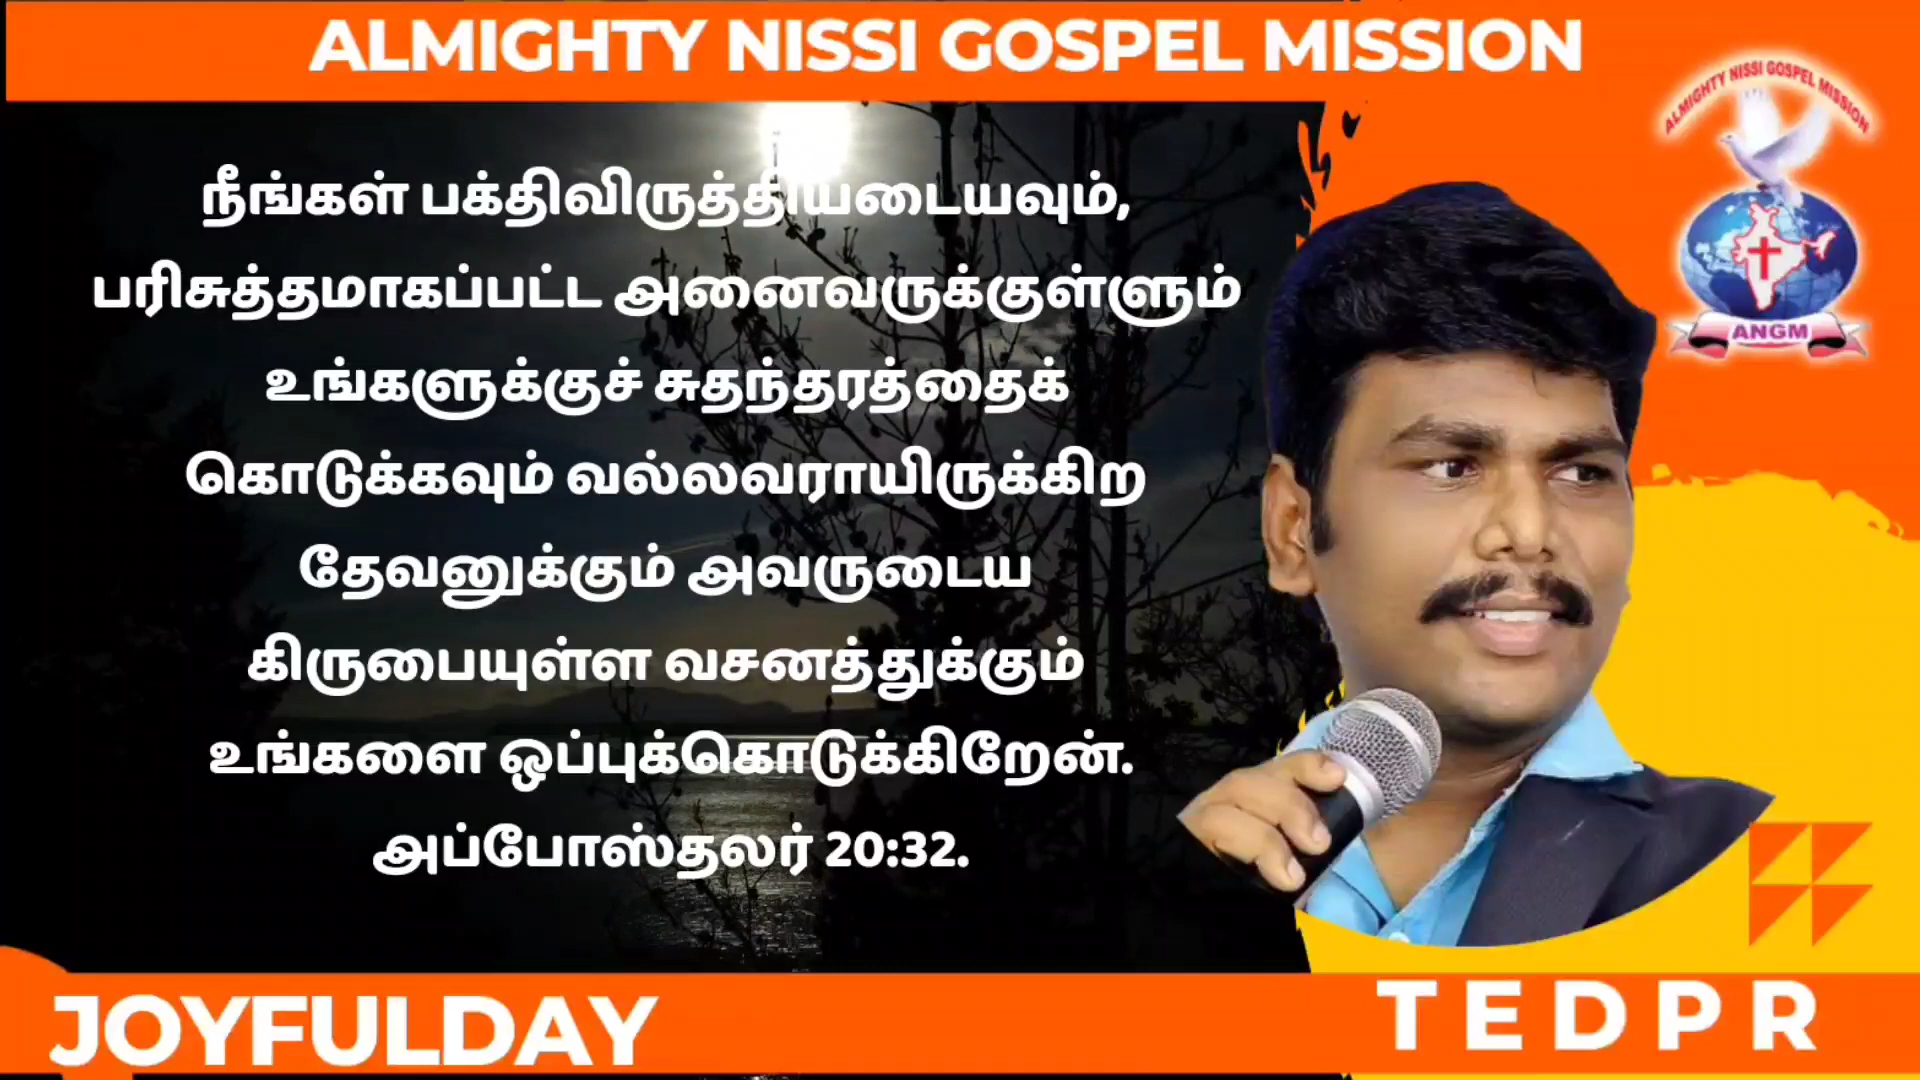 ALMIGHTY NISSI GOSPEL MISSION
ALMIGHTY NISSI GOSPEL MISSION
ANGM
நீங்கள் பக்திவிருத்தியடையவும்,
பரிசுத்தமாகப்பட்ட அனைவருக்குள்ளும்
உங்களுக்குச் சுதந்தரத்தைக்
கொடுக்கவும் வல்லவராயிருக்கிற
தேவனுக்கும் அவருடைய
கிருபையுள்ள வசனத்துக்கும்
உங்களை ஒப்புக்கொடுக்கிறேன்.
அப்போஸ்தலர் 20:32.
JOYFULDAY
TEDPR